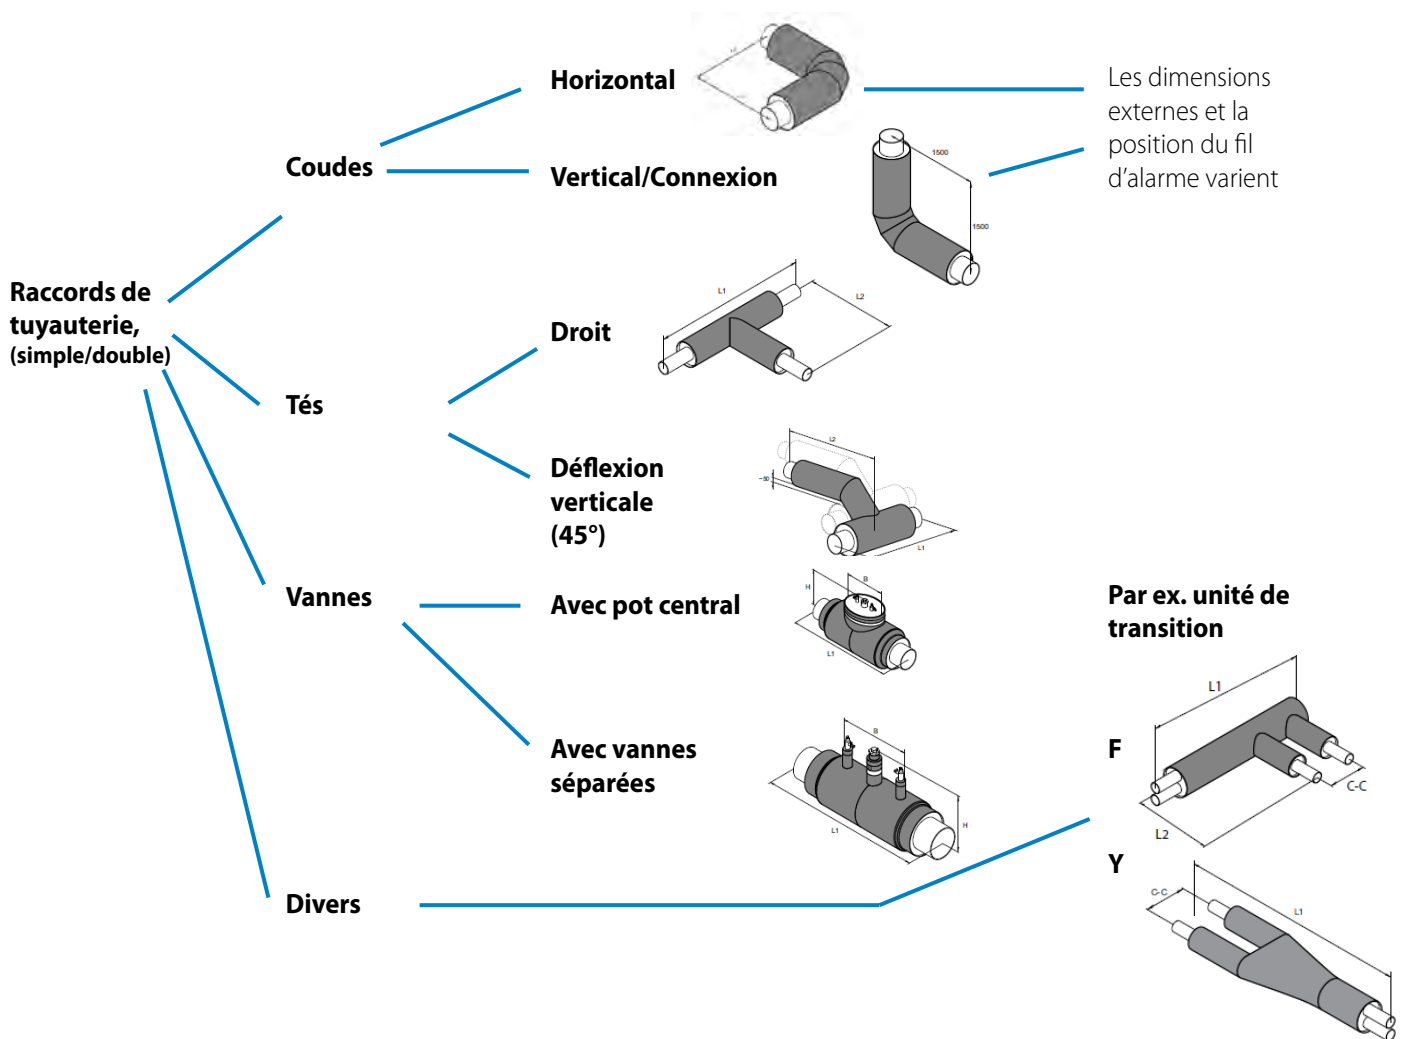 Raccords de
tuyauterie,
(simple/double)
Coudes
Horizontal
Vertical/Connexion
1500
1500
Les dimensions
externes et la
position du fil
d'alarme varient
Tés
Droit
L1
L2
Déflexion
verticale
(45°)
L2
~50
L1
Vannes
Avec pot central
H
B
L1
Avec vannes
séparées
B
L1
H
Divers
Par ex. unité de
transition
F
L1
L2
C-C
Y
C-C
L1